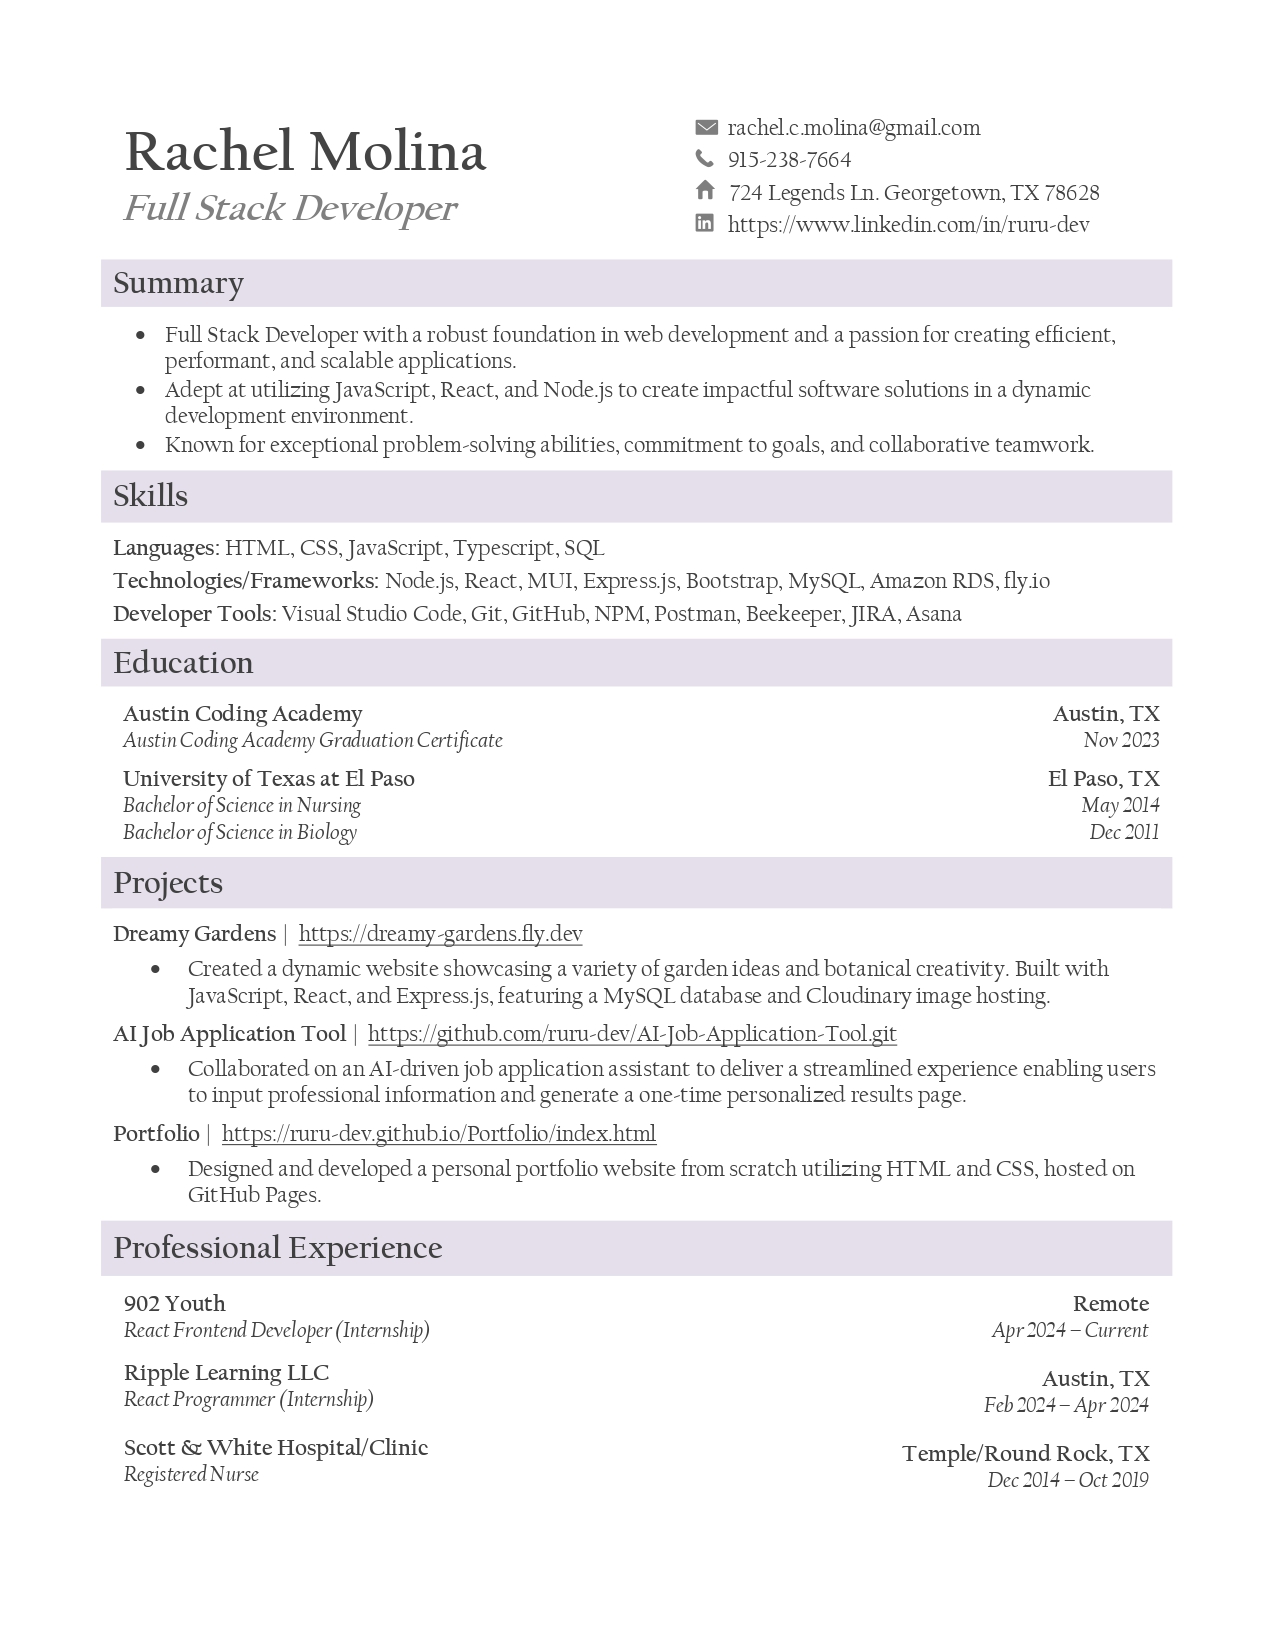 Rachel Molina
Full Stack Developer
rachel.c.molina@gmail.com
915-238-7664
724 Legends Ln. Georgetown, TX 78628
https://www.linkedin.com/in/ruru-dev
Summary
• Full Stack Developer with a robust foundation in web development and a passion for creating efficient,
performant, and scalable applications.
• Adept at utilizing JavaScript, React, and Node.js to create impactful software solutions in a dynamic
development environment.
• Known for exceptional problem-solving abilities, commitment to goals, and collaborative teamwork.
Skills
Languages: HTML, CSS, JavaScript, Typescript, SQL
Technologies/Frameworks: Node.js, React, MUI, Express.js, Bootstrap, MySQL, Amazon RDS, fly.io
Developer Tools: Visual Studio Code, Git, GitHub, NPM, Postman, Beekeeper, JIRA, Asana
Education
Austin Coding Academy Austin, TX
Austin Coding Academy Graduation Certificate Nov 2023
University of Texas at El Paso El Paso, TX
Bachelor of Science in Nursing May 2014
Bachelor of Science in Biology Dec 2011
Projects
Dreamy Gardens | https://dreamy-gardens.fly.dev
• Created a dynamic website showcasing a variety of garden ideas and botanical creativity. Built with
JavaScript, React, and Express.js, featuring a MySQL database and Cloudinary image hosting.
AI Job Application Tool | https://github.com/ruru-dev/AI-Job-Application-Tool.git
• Collaborated on an AI-driven job application assistant to deliver a streamlined experience enabling users
to input professional information and generate a one-time personalized results page.
Portfolio | https://ruru-dev.github.io/Portfolio/index.html
• Designed and developed a personal portfolio website from scratch utilizing HTML and CSS, hosted on
GitHub Pages.
Professional Experience
902 Youth Remote
React Frontend Developer (Internship) Apr 2024 – Current
Ripple Learning LLC Austin, TX
React Programmer (Internship) Feb 2024 – Apr 2024
Scott & White Hospital/Clinic Temple/Round Rock, TX
Registered Nurse Dec 2014 – Oct 2019